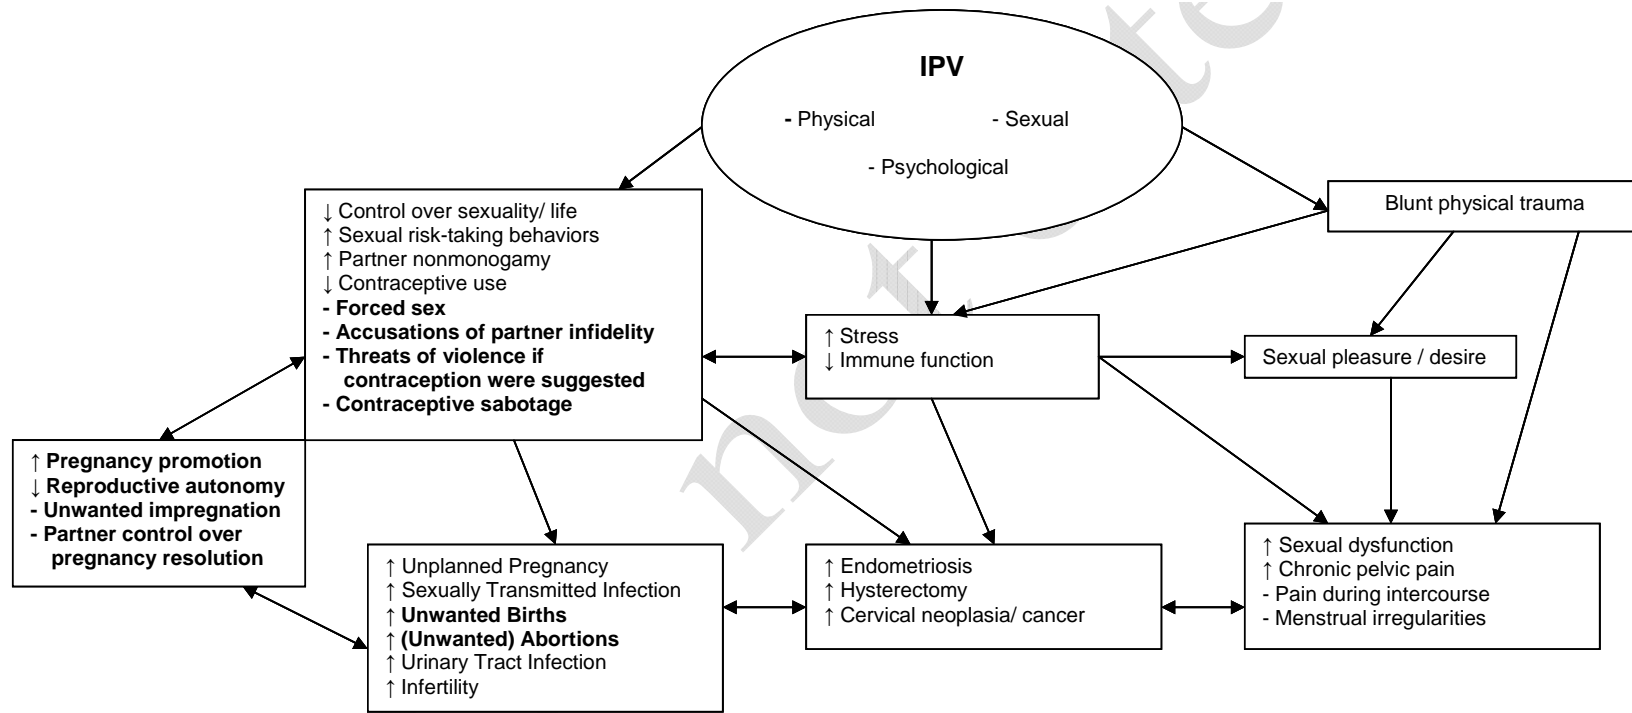 IPV
- Physical
- Sexual
- Psychological
Blunt physical trauma
↓ Control over sexuality/ life
↑ Sexual risk-taking behaviors
↑ Partner nonmonogamy
↓ Contraceptive use
- Forced sex
- Accusations of partner infidelity
- Threats of violence if
contraception were suggested
- Contraceptive sabotage
↑ Stress
↓ Immune function
Sexual pleasure / desire
↑ Pregnancy promotion
↓ Reproductive autonomy
- Unwanted impregnation
- Partner control over
pregnancy resolution
↑ Unplanned Pregnancy
↑ Sexually Transmitted Infection
↑ Unwanted Births
↑ (Unwanted) Abortions
↑ Urinary Tract Infection
↑ Infertility
↑ Endometriosis
↑ Hysterectomy
↑ Cervical neoplasia/ cancer
↑ Sexual dysfunction
↑ Chronic pelvic pain
- Pain during intercourse
- Menstrual irregularities
not